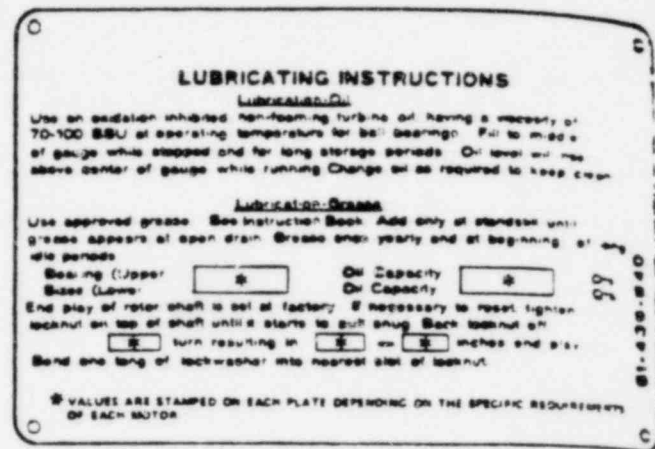 LUBRICATING INSTRUCTIONS
Lubrication-Oil
Use an oxidation inhibited non-foaming turbine oil having a viscosity of
70-100 SSU at operating temperature for ball bearings. Fill to middle
of gauge while stopped and for long storage periods. Oil level will rise
above center of gauge while running Change oil as required to keep clean
Lubrication-Grease
Use approved grease. See Instruction Book. Add only at standstill until
grease appears at open drain. Grease once yearly and at beginning of any
idle periods
Bearing (Upper * Oil Capacity *
Sizes (Lower Oil Capacity
End play of rotor shaft is set at factory. If necessary to reset, tighten
locknut on top of shaft until it starts to pull snug. Back locknut off
* turn resulting in * * inches end play
Bend one tang of lockwasher into nearest slot of locknut
* VALUES ARE STAMPED ON EACH PLATE DEPENDING ON THE SPECIFIC REQUIREMENTS
OF EACH MOTOR